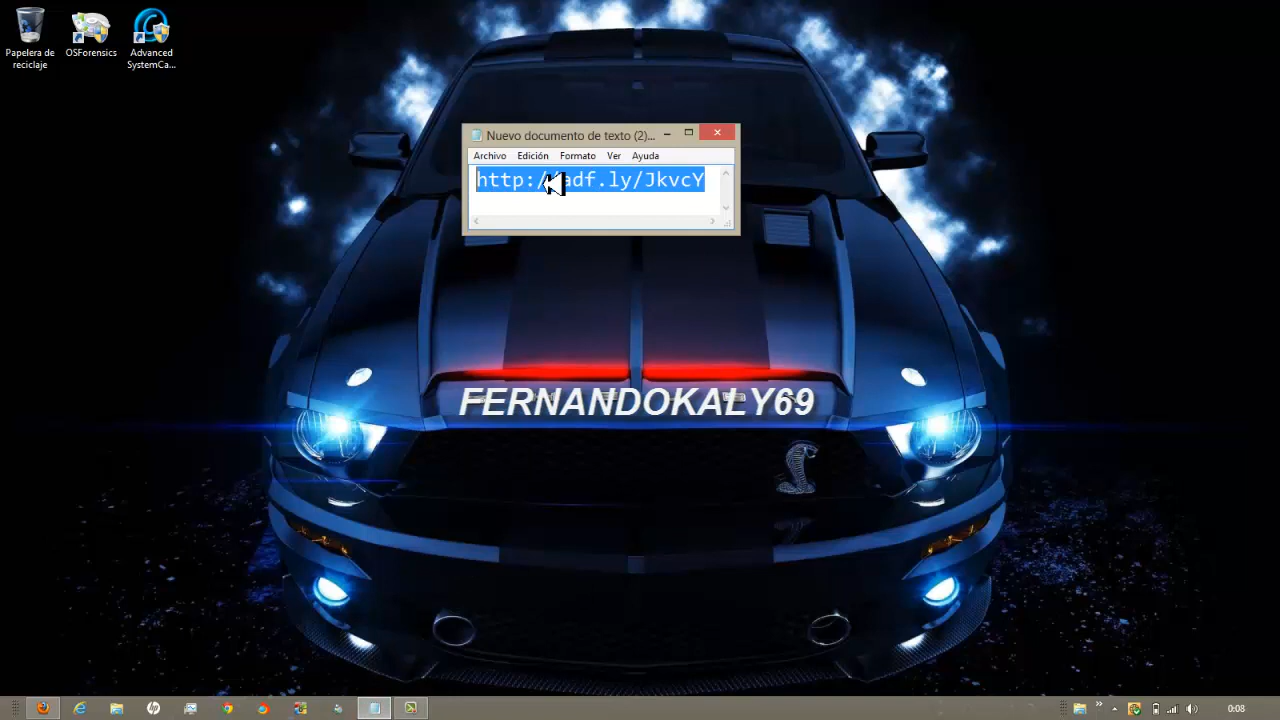 Papelera de
reciclaje
OSForensics
Advanced
SystemCa...
Nuevo documento de texto (2)...
Archivo Edición Formato Ver Ayuda
http://adf.ly/JkvcY
FERNANDOKALY69
0:08